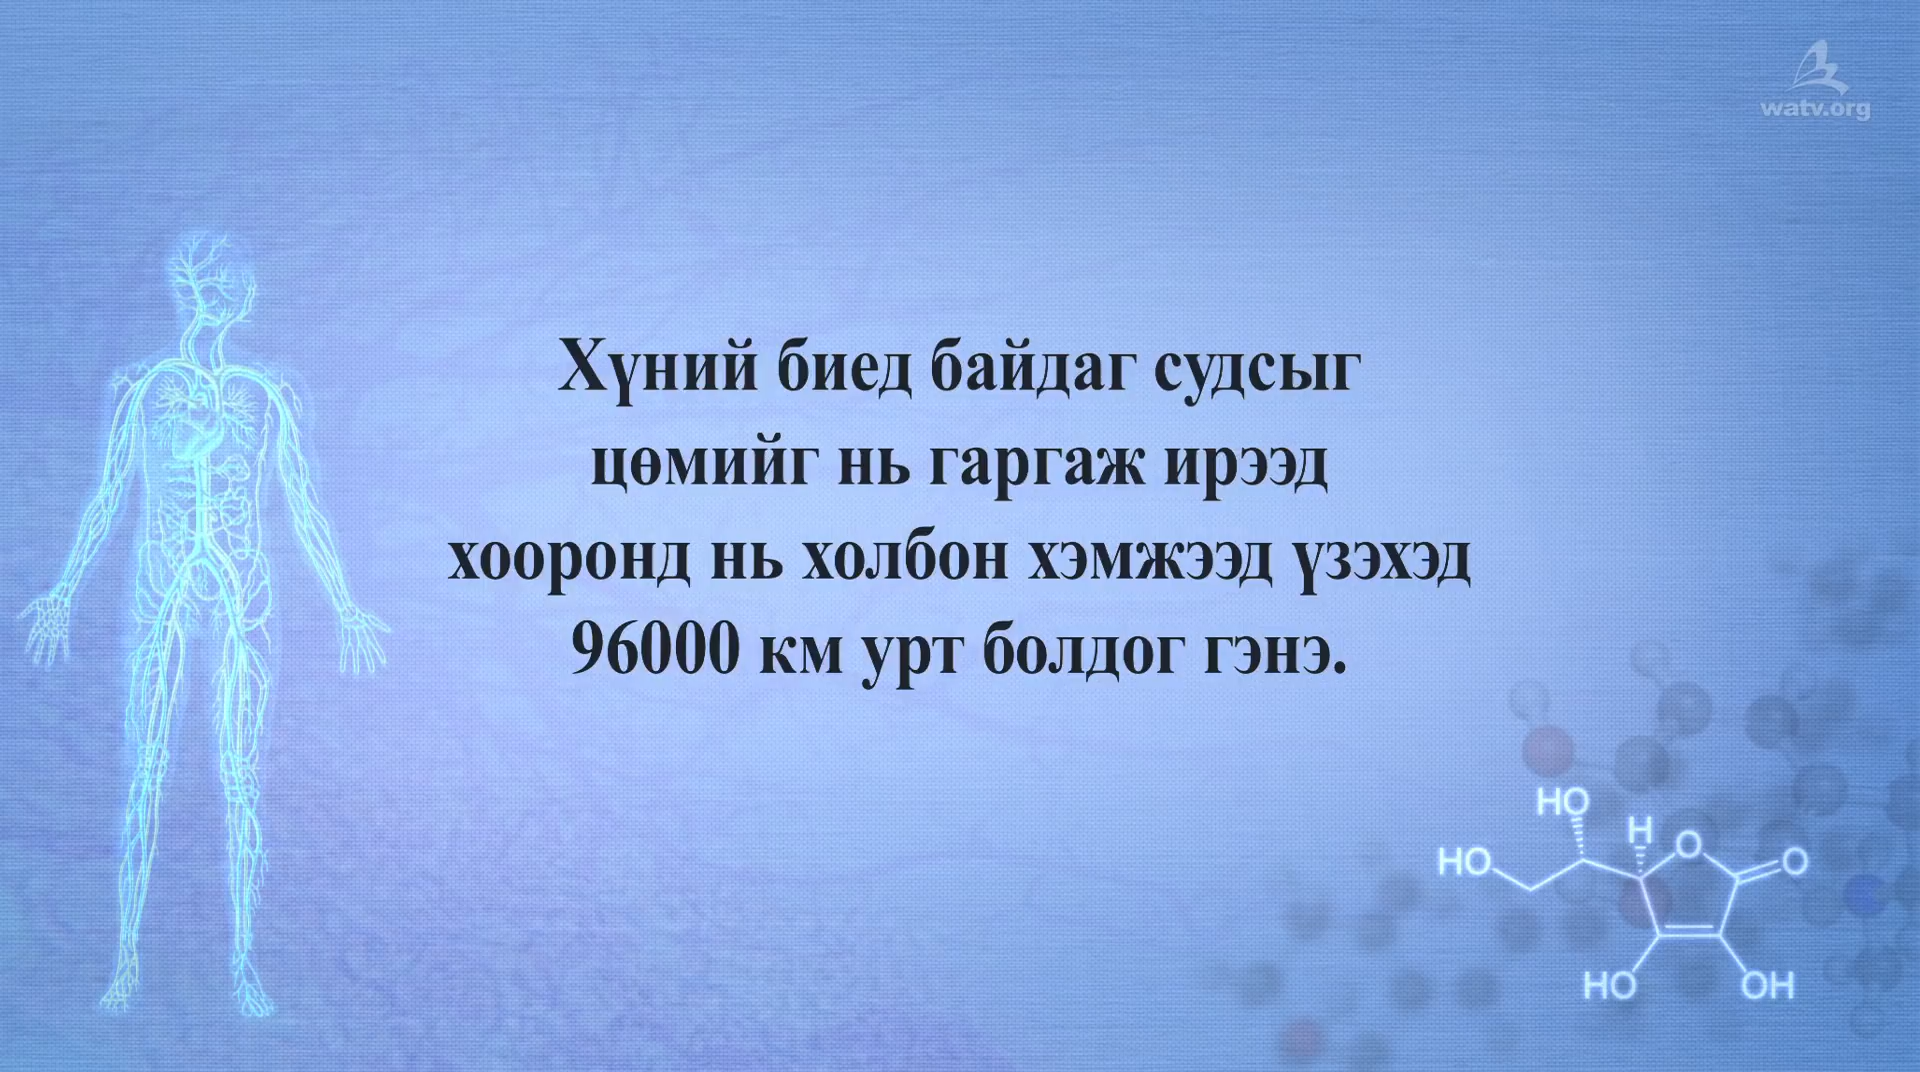 watv.org
Хүний биед байдаг судсыг
цөмийг нь гаргаж ирээд
хооронд нь холбон хэмжээд үзэхэд
96000 км урт болдог гэнэ.
HO
H
HO
O
O
HO
OH